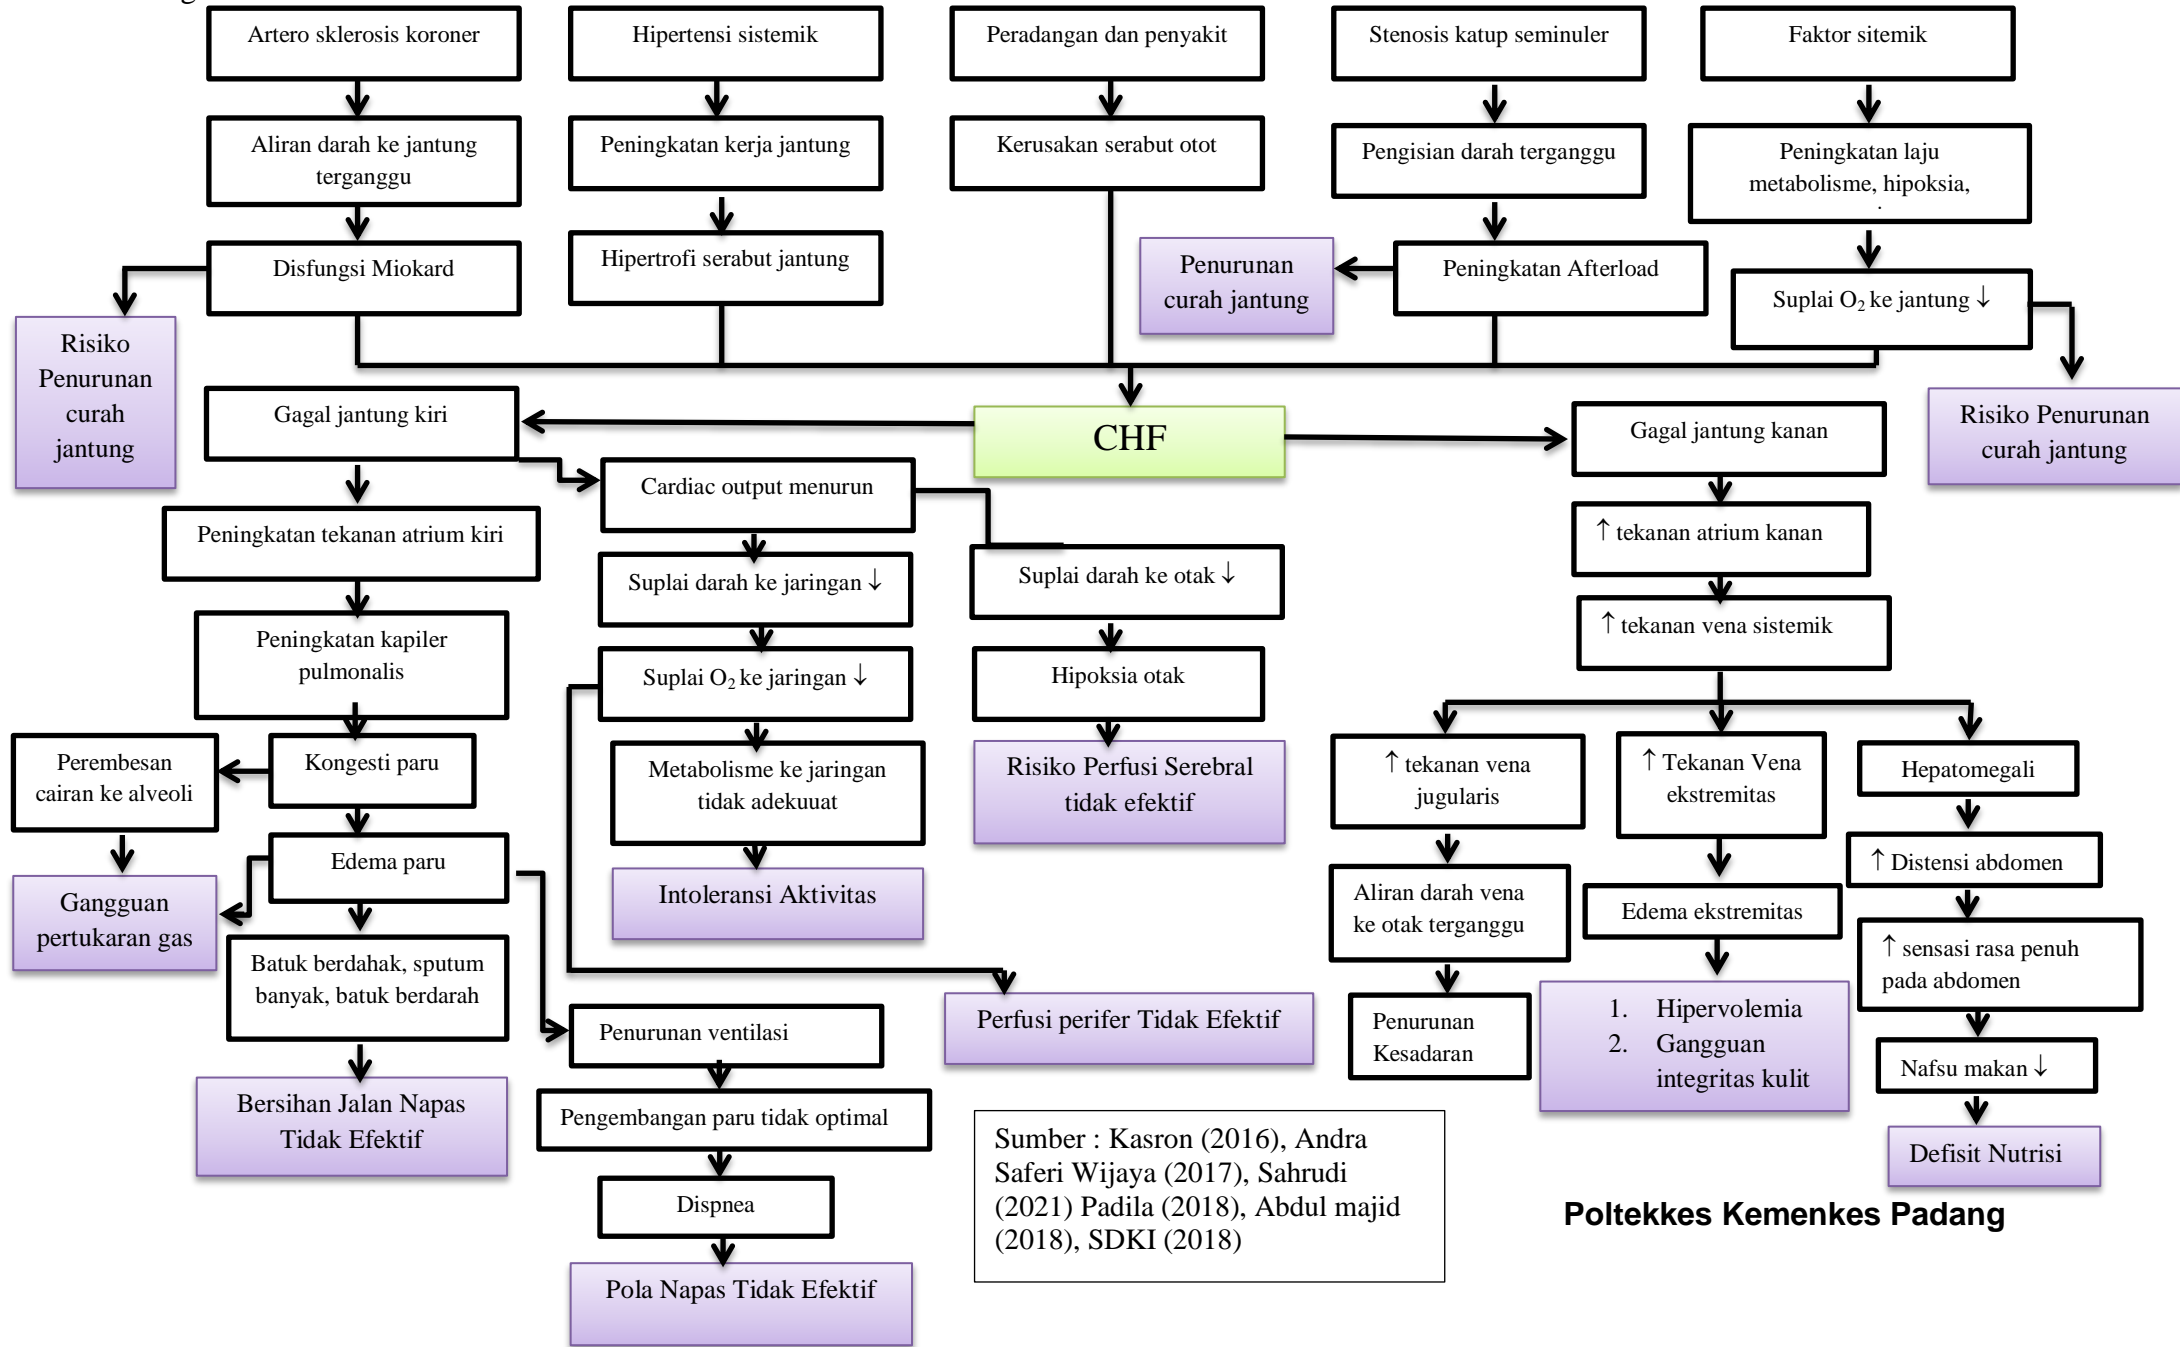 Artero sklerosis koroner
Hipertensi sistemik
Peradangan dan penyakit
Stenosis katup seminuler
Faktor sitemik
Aliran darah ke jantung
terganggu
Peningkatan kerja jantung
Kerusakan serabut otot
Pengisian darah terganggu
Peningkatan laju
metabolisme, hipoksia,
Disfungsi Miokard
Hipertrofi serabut jantung
Penurunan
curah jantung
Peningkatan Afterload
Suplai O₂ ke jantung ↓
Risiko
Penurunan
curah
jantung
Gagal jantung kiri
CHF
Gagal jantung kanan
Risiko Penurunan
curah jantung
Cardiac output menurun
Peningkatan tekanan atrium kiri
↑ tekanan atrium kanan
Suplai darah ke jaringan ↓
Suplai darah ke otak ↓
Peningkatan kapiler
pulmonalis
↑ tekanan vena sistemik
Suplai O₂ ke jaringan ↓
Hipoksia otak
Perembesan
cairan ke alveoli
Kongesti paru
Metabolisme ke jaringan
tidak adekuuat
Risiko Perfusi Serebral
tidak efektif
↑ tekanan vena
jugularis
↑ Tekanan Vena
ekstremitas
Hepatomegali
Edema paru
Intoleransi Aktivitas
↑ Distensi abdomen
Gangguan
pertukaran gas
Aliran darah vena
ke otak terganggu
Edema ekstremitas
↑ sensasi rasa penuh
pada abdomen
Batuk berdahak, sputum
banyak, batuk berdarah
Penurunan ventilasi
Perfusi perifer Tidak Efektif
Penurunan
Kesadaran
1. Hipervolemia
2. Gangguan
integritas kulit
Nafsu makan ↓
Bersihan Jalan Napas
Tidak Efektif
Pengembangan paru tidak optimal
Sumber : Kasron (2016), Andra
Saferi Wijaya (2017), Sahrudi
(2021) Padila (2018), Abdul majid
(2018), SDKI (2018)
Defisit Nutrisi
Dispnea
Poltekkes Kemenkes Padang
Pola Napas Tidak Efektif